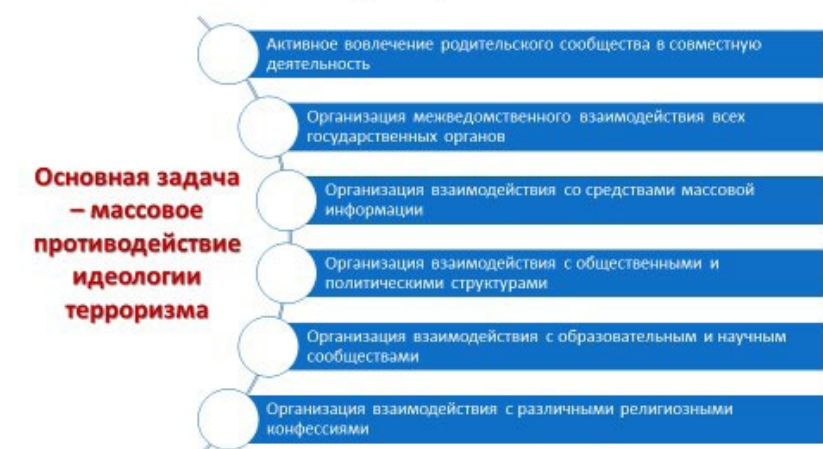 Активное вовлечение родительского сообщества в совместную
деятельность
Организация межведомственного взаимодействия всех
государственных органов
Основная задача
– массовое
противодействие
идеологии
терроризма
Организация взаимодействия со средствами массовой
информации
Организация взаимодействия с общественными и
политическими структурами
Организация взаимодействия с образовательным и научным
сообществами
Организация взаимодействия с различными религиозными
конфессиями